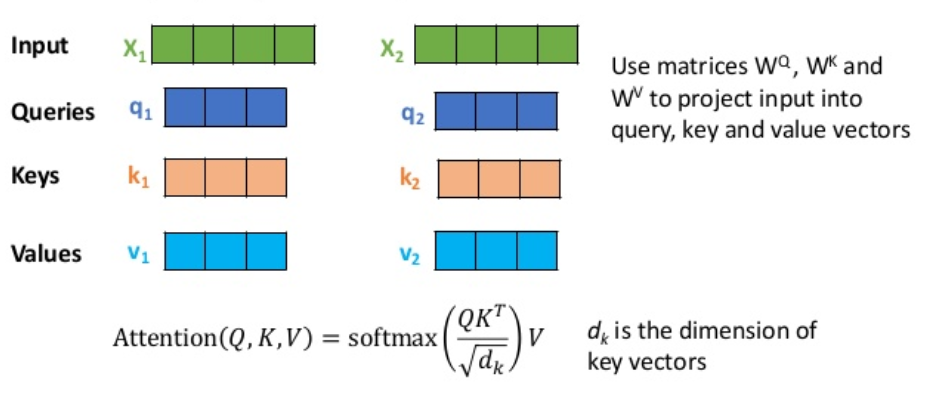 Input X₁ X₂
Queries q₁ q₂
Keys k₁ k₂
Values v₁ v₂
Use matrices W^Q, W^K and
W^V to project input into
query, key and value vectors
Attention(Q, K, V) = softmax(QK^T / √d_k) V
d_k is the dimension of
key vectors